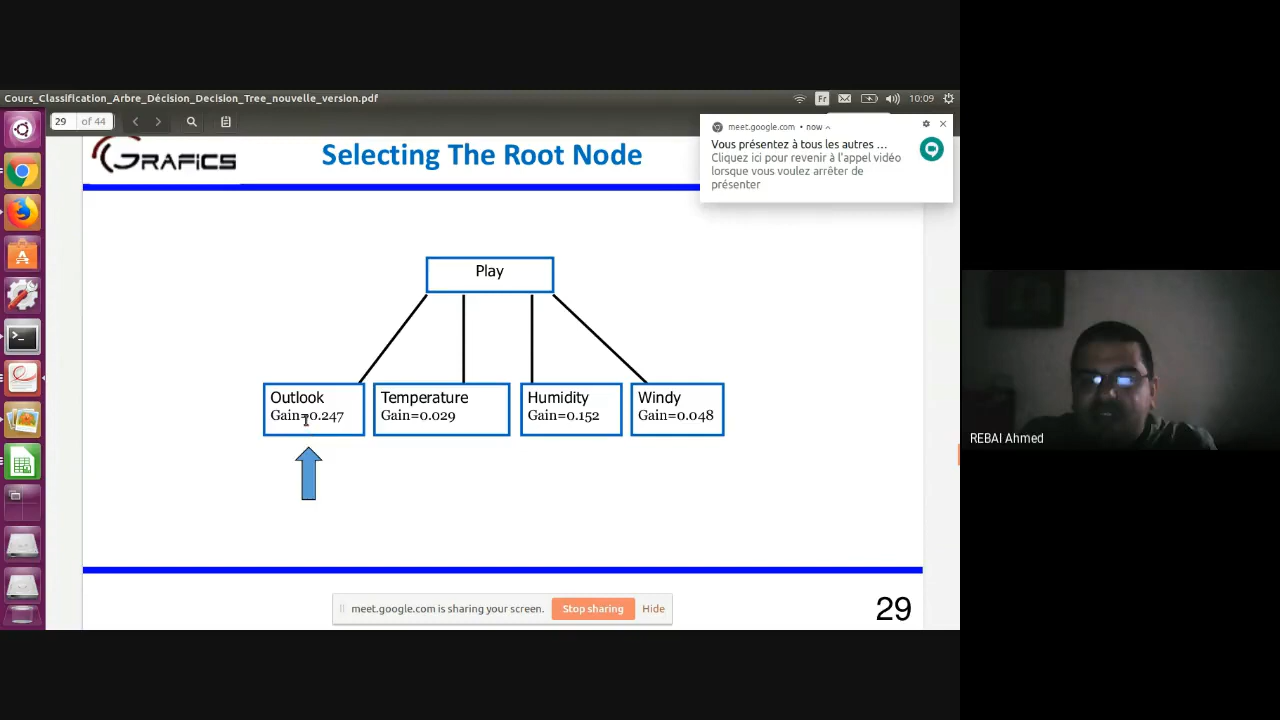 Cours_Classification_Arbre_Décision_Decision_Tree_nouvelle_version.pdf
Fr
10:09
29 of 44
meet.google.com • now
Vous présentez à tous les autres ...
Cliquez ici pour revenir à l'appel vidéo
lorsque vous voulez arrêter de
présenter
GRAFICS
Selecting The Root Node
Play
Outlook
Gain=0.247
Temperature
Gain=0.029
Humidity
Gain=0.152
Windy
Gain=0.048
REBAI Ahmed
meet.google.com is sharing your screen.
Stop sharing
Hide
29